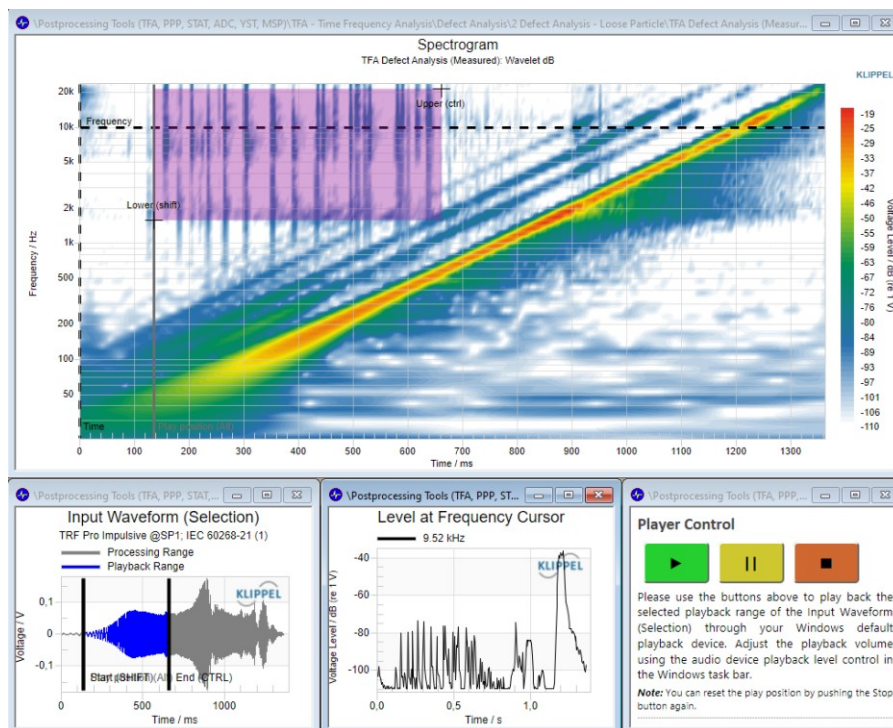 \Postprocessing Tools (TFA, PPP, STAT, ADC, YST, MSP)\TFA - Time Frequency Analysis\Defect Analysis\2 Defect Analysis - Loose Particle\TFA Defect Analysis (Measur...
Spectrogram
TFA Defect Analysis (Measured): Wavelet dB
KLIPPEL
20k
10k
5k
2k
1k
500
200
100
50
Frequency / Hz
Frequency
Upper (ctrl)
Lower (shift)
Time
0 100 200 300 400 500 600 700 800 900 1000 1100 1200 1300
Time / ms
-19
-25
-31
-37
-42
-50
-55
-61
-67
-72
-76
-80
-84
-88
-93
-97
-101
-106
-110
Voltage Level / dB (re 1 V)
\Postprocessing Tools (TFA, PPP, STAT,...
Input Waveform (Selection)
TRF Pro Impulsive @SP1; IEC 60268-21 (1)
Processing Range
Playback Range
KLIPPEL
0,1
0
-0,1
Voltage / V
Start (SHIFT)
End (CTRL)
0 500 1000
Time / ms
\Postprocessing Tools (TFA, PPP, ST...
Level at Frequency Cursor
9.52 kHz
KLIPPEL
-40
-60
-80
-100
Voltage Level / dB (re 1 V)
0,0 0,5 1,0
Time / s
\Postprocessing Tools (TFA, PPP,...
Player Control
Please use the buttons above to play back the
selected playback range of the Input Waveform
(Selection) through your Windows default
playback device. Adjust the playback volume
using the audio device playback level control in
the Windows task bar.
Note: You can reset the play position by pushing the Stop
button again.